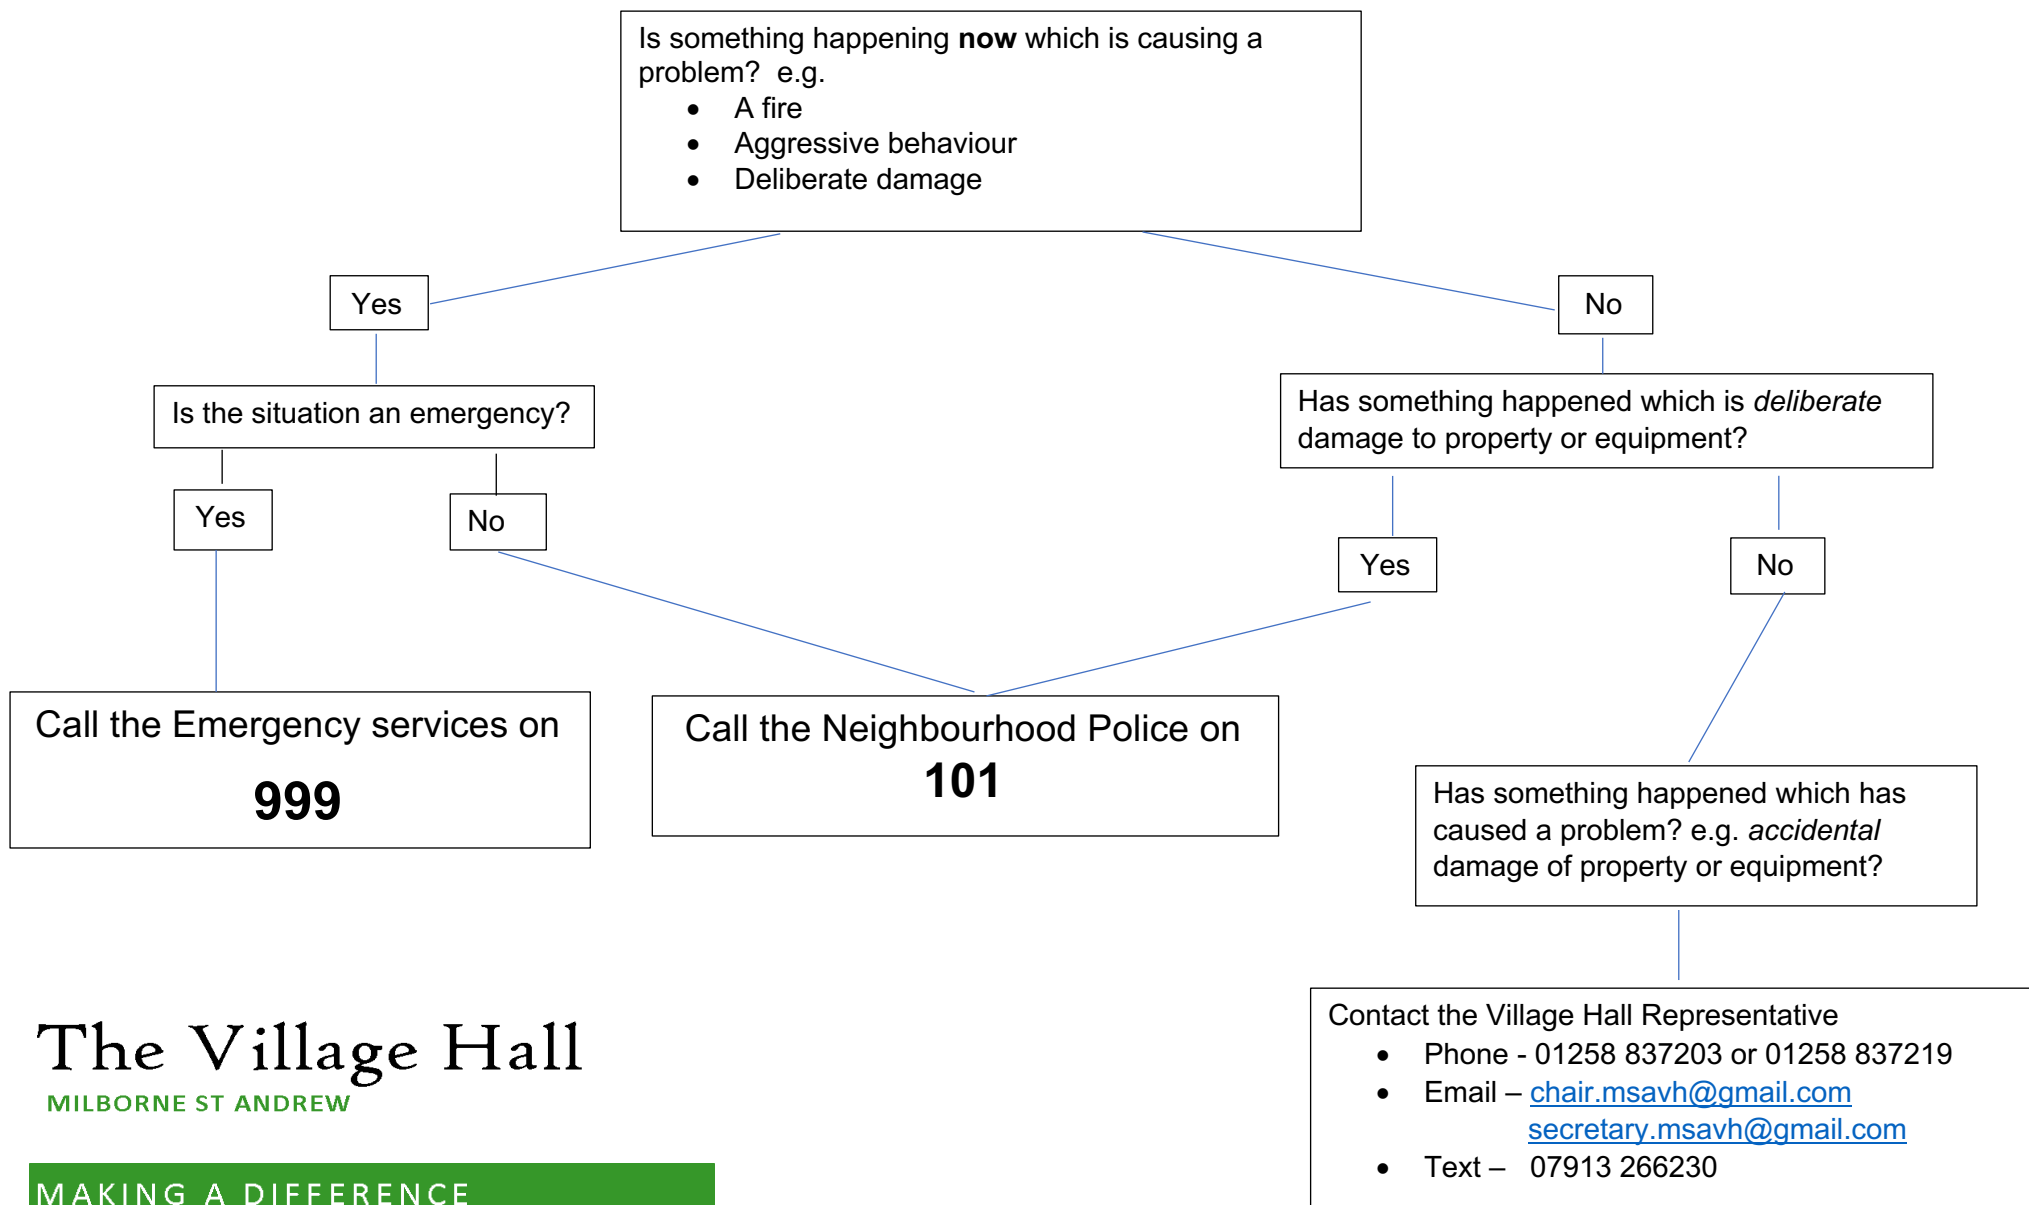 Is something happening now which is causing a
problem?  e.g.
• A fire
• Aggressive behaviour
• Deliberate damage
Yes
No
Is the situation an emergency?
Has something happened which is deliberate
damage to property or equipment?
Yes
No
Yes
No
Call the Emergency services on
999
Call the Neighbourhood Police on
101
Has something happened which has
caused a problem? e.g. accidental
damage of property or equipment?
Contact the Village Hall Representative
• Phone - 01258 837203 or 01258 837219
• Email – chair.msavh@gmail.com
secretary.msavh@gmail.com
• Text –   07913 266230
The Village Hall
MILBORNE ST ANDREW
MAKING A DIFFERENCE